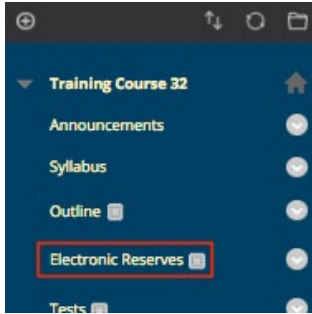 Training Course 32
Announcements
Syllabus
Outline
Electronic Reserves
Tests